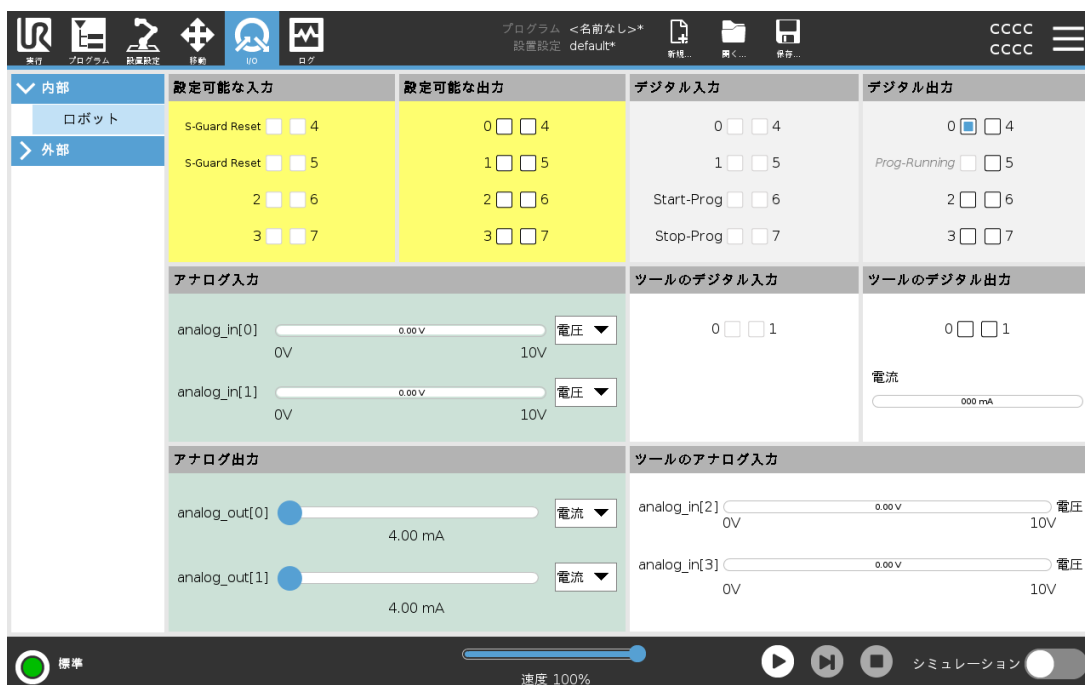 プログラム <名前なし>*
設置設定 default*
CCCC
CCCC
実行 プログラム 設置設定 移動 I/O ログ
新規... 開く... 保存...
内部
ロボット
外部
設定可能な入力
S-Guard Reset 4
S-Guard Reset 5
2 6
3 7
設定可能な出力
0 4
1 5
2 6
3 7
デジタル入力
0 4
1 5
Start-Prog 6
Stop-Prog 7
デジタル出力
0 4
Prog-Running 5
2 6
3 7
アナログ入力
analog_in[0] 0.00 V 電圧
0V 10V
analog_in[1] 0.00 V 電圧
0V 10V
ツールのデジタル入力
0 1
ツールのデジタル出力
0 1
電流
000 mA
アナログ出力
analog_out[0] 電流
4.00 mA
analog_out[1] 電流
4.00 mA
ツールのアナログ入力
analog_in[2] 0.00 V 電圧
0V 10V
analog_in[3] 0.00 V 電圧
0V 10V
標準
速度 100%
シミュレーション